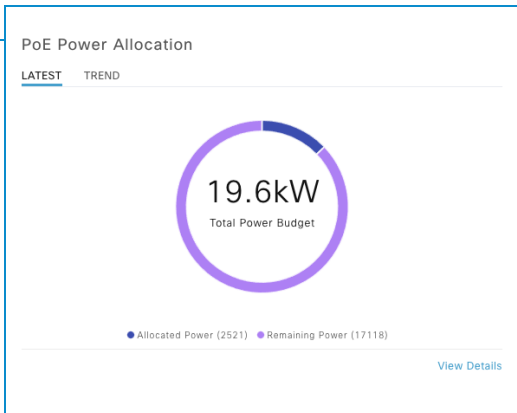 PoE Power Allocation
LATEST TREND
19.6kW
Total Power Budget
Allocated Power (2521) Remaining Power (17118)
View Details